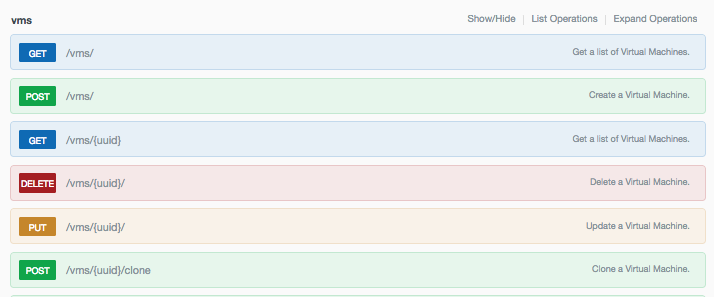 vms Show/Hide | List Operations | Expand Operations
GET /vms/ Get a list of Virtual Machines.
POST /vms/ Create a Virtual Machine.
GET /vms/{uuid} Get a list of Virtual Machines.
DELETE /vms/{uuid}/ Delete a Virtual Machine.
PUT /vms/{uuid}/ Update a Virtual Machine.
POST /vms/{uuid}/clone Clone a Virtual Machine.